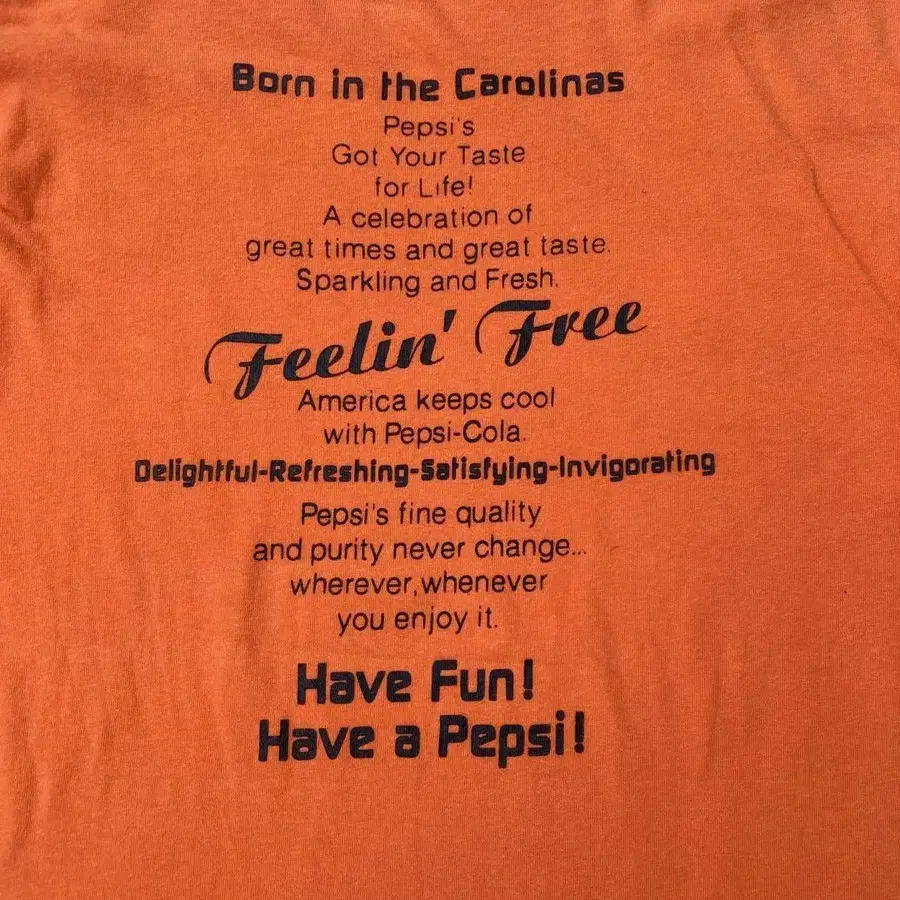 Born in the Carolinas
Pepsi's
Got Your Taste
for Life!
A celebration of
great times and great taste.
Sparkling and Fresh.
Feelin' Free
America keeps cool
with Pepsi-Cola.
Delightful-Refreshing-Satisfying-Invigorating
Pepsi's fine quality
and purity never change...
wherever, whenever
you enjoy it.
Have Fun!
Have a Pepsi!